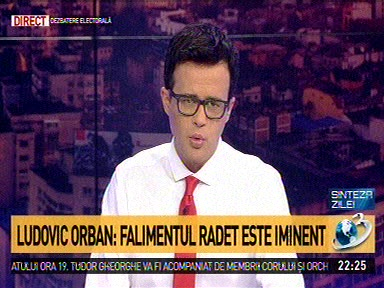 DIRECT DEZBATERE ELECTORALĂ
SINTEZA
ZILEI
LUDOVIC ORBAN: FALIMENTUL RADET ESTE IMINENT
ATULUI ORA 19. TUDOR GHEORGHE VA FI ACOMPANIAT DE MEMBRII CORULUI ȘI ORCH 22:25